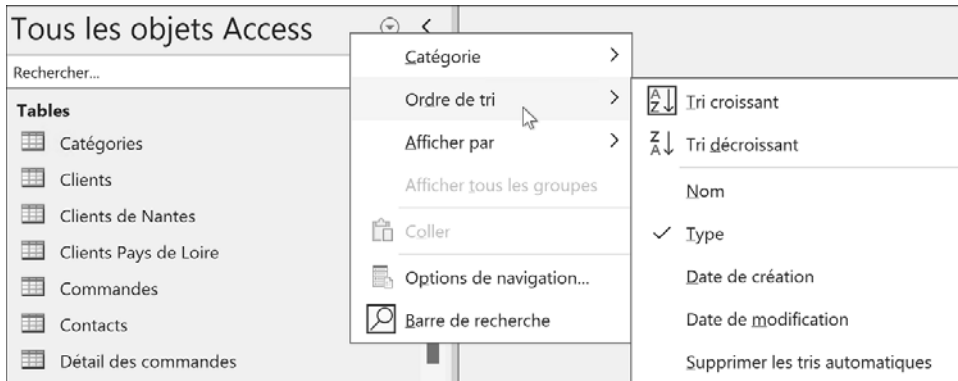 Tous les objets Access
Rechercher...
Tables
Catégories
Clients
Clients de Nantes
Clients Pays de Loire
Commandes
Contacts
Détail des commandes
Catégorie
Ordre de tri
Afficher par
Afficher tous les groupes
Coller
Options de navigation...
Barre de recherche
Tri croissant
Tri décroissant
Nom
Type
Date de création
Date de modification
Supprimer les tris automatiques